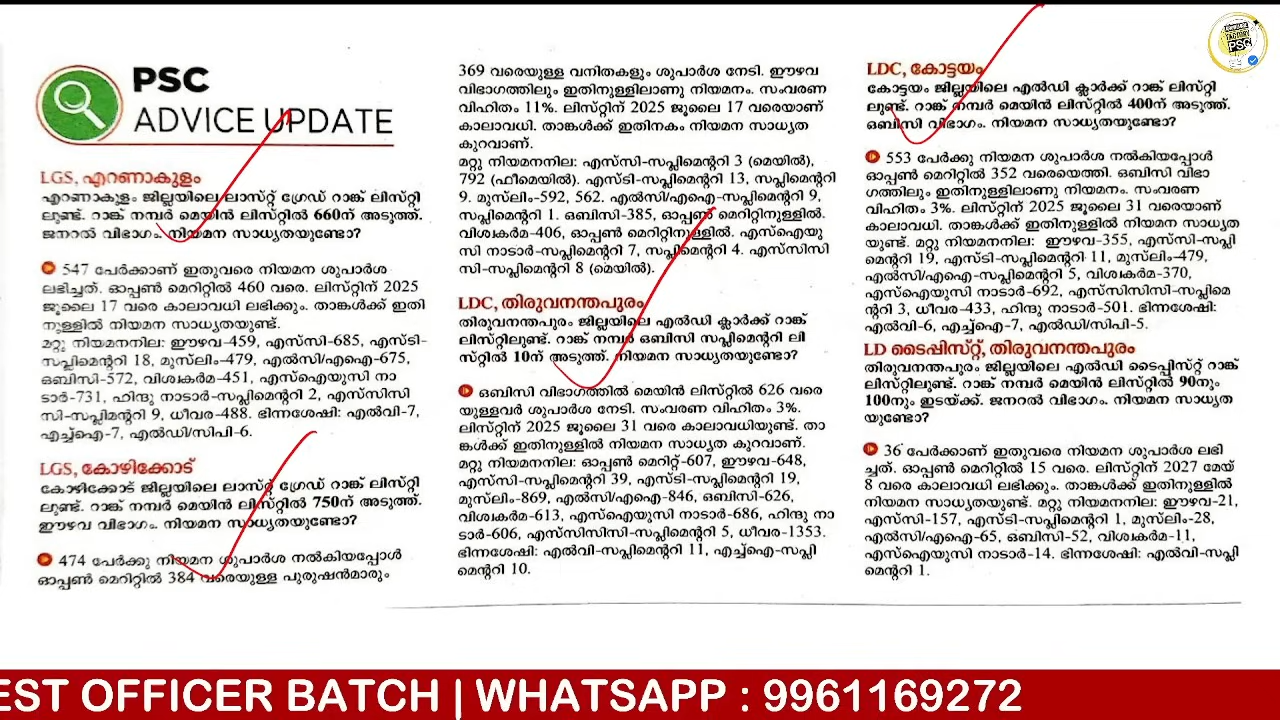 PSC
ADVICE UPDATE
LGS, എറണാകുളം
എറണാകുളം ജില്ലയിലെ ലാസ്റ്റ് ഗ്രേഡ് റാങ്ക് ലിസ്റ്റി
ലുണ്ട്. റാങ്ക് നമ്പർ മെയിൻ ലിസ്റ്റിൽ 660ന് അടുത്ത്.
ജനറൽ വിഭാഗം. നിയമന സാധ്യതയുണ്ടോ?
547 പേർക്കാണ് ഇതുവരെ നിയമന ശുപാർശ
ലഭിച്ചത്. ഓപ്പൺ മെറിറ്റിൽ 460 വരെ. ലിസ്റ്റിന് 2025
ജൂലൈ 17 വരെ കാലാവധി ലഭിക്കും. താങ്കൾക്ക് ഇതി
നുള്ളിൽ നിയമന സാധ്യതയുണ്ട്.
മറ്റു നിയമനനില: ഈഴവ-459, എസ്‌സി-685, എസ്ടി-
സപ്ലിമെന്ററി 18, മുസ്‌ലിം-479, എൽസി/എഐ-675,
ഒബിസി-572, വിശ്വകർമ-451, എസ്ഐയുസി നാ
ടാർ-731, ഹിന്ദു നാടാർ-സപ്ലിമെന്ററി 2, എസ്‌സിസി
സി-സപ്ലിമെന്ററി 9, ധീവര-488. ഭിന്നശേഷി: എൽവി-7,
എച്ച്ഐ-7, എൽഡി/സിപി-6.
LGS, കോഴിക്കോട്
കോഴിക്കോട് ജില്ലയിലെ ലാസ്റ്റ് ഗ്രേഡ് റാങ്ക് ലിസ്റ്റി
ലുണ്ട്. റാങ്ക് നമ്പർ മെയിൻ ലിസ്റ്റിൽ 750ന് അടുത്ത്.
ഈഴവ വിഭാഗം. നിയമന സാധ്യതയുണ്ടോ?
474 പേർക്കു നിയമന ശുപാർശ നൽകിയപ്പോൾ
ഓപ്പൺ മെറിറ്റിൽ 384 വരെയുള്ള പുരുഷൻമാരും
369 വരെയുള്ള വനിതകളും ശുപാർശ നേടി. ഈഴവ
വിഭാഗത്തിലും ഇതിനുള്ളിലാണു നിയമനം. സംവരണ
വിഹിതം 11%. ലിസ്റ്റിന് 2025 ജൂലൈ 17 വരെയാണ്
കാലാവധി. താങ്കൾക്ക് ഇതിനകം നിയമന സാധ്യത
കുറവാണ്.
മറ്റു നിയമനനില: എസ്‌സി-സപ്ലിമെന്ററി 3 (മെയിൽ),
792 (ഫീമെയിൽ). എസ്ടി-സപ്ലിമെന്ററി 13, സപ്ലിമെന്ററി
9. മുസ്‌ലിം-592, 562. എൽസി/എഐ-സപ്ലിമെന്ററി 9,
സപ്ലിമെന്ററി 1. ഒബിസി-385, ഓപ്പൺ മെറിറ്റിനുള്ളിൽ.
വിശ്വകർമ-406, ഓപ്പൺ മെറിറ്റിനുള്ളിൽ. എസ്ഐയു
സി നാടാർ-സപ്ലിമെന്ററി 7, സപ്ലിമെന്ററി 4. എസ്‌സിസി
സി-സപ്ലിമെന്ററി 8 (മെയിൽ).
LDC, തിരുവനന്തപുരം
തിരുവനന്തപുരം ജില്ലയിലെ എൽഡി ക്ലാർക്ക് റാങ്ക്
ലിസ്റ്റിലുണ്ട്. റാങ്ക് നമ്പർ ഒബിസി സപ്ലിമെന്ററി ലി
സ്റ്റിൽ 10ന് അടുത്ത്. നിയമന സാധ്യതയുണ്ടോ?
ഒബിസി വിഭാഗത്തിൽ മെയിൻ ലിസ്റ്റിൽ 626 വരെ
യുള്ളവർ ശുപാർശ നേടി. സംവരണ വിഹിതം 3%.
ലിസ്റ്റിന് 2025 ജൂലൈ 31 വരെ കാലാവധിയുണ്ട്. താ
ങ്കൾക്ക് ഇതിനുള്ളിൽ നിയമന സാധ്യത കുറവാണ്.
മറ്റു നിയമനനില: ഓപ്പൺ മെറിറ്റ്-607, ഈഴവ-648,
എസ്‌സി-സപ്ലിമെന്ററി 39, എസ്ടി-സപ്ലിമെന്ററി 19,
മുസ്‌ലിം-869, എൽസി/എഐ-846, ഒബിസി-626,
വിശ്വകർമ-613, എസ്ഐയുസി നാടാർ-686, ഹിന്ദു നാ
ടാർ-606, എസ്‌സിസിസി-സപ്ലിമെന്ററി 5, ധീവര-1353.
ഭിന്നശേഷി: എൽവി-സപ്ലിമെന്ററി 11, എച്ച്ഐ-സപ്ലി
മെന്ററി 10.
LDC, കോട്ടയം
കോട്ടയം ജില്ലയിലെ എൽഡി ക്ലാർക്ക് റാങ്ക് ലിസ്റ്റി
ലുണ്ട്. റാങ്ക് നമ്പർ മെയിൻ ലിസ്റ്റിൽ 400ന് അടുത്ത്.
ഒബിസി വിഭാഗം. നിയമന സാധ്യതയുണ്ടോ?
553 പേർക്കു നിയമന ശുപാർശ നൽകിയപ്പോൾ
ഓപ്പൺ മെറിറ്റിൽ 352 വരെയെത്തി. ഒബിസി വിഭാ
ഗത്തിലും ഇതിനുള്ളിലാണു നിയമനം. സംവരണ
വിഹിതം 3%. ലിസ്റ്റിന് 2025 ജൂലൈ 31 വരെയാണ്
കാലാവധി. താങ്കൾക്ക് ഇതിനുള്ളിൽ നിയമന സാധ്യത
യുണ്ട്. മറ്റു നിയമനനില: ഈഴവ-355, എസ്‌സി-സപ്ലി
മെന്ററി 19, എസ്ടി-സപ്ലിമെന്ററി 11, മുസ്‌ലിം-479,
എൽസി/എഐ-സപ്ലിമെന്ററി 5, വിശ്വകർമ-370,
എസ്ഐയുസി നാടാർ-692, എസ്‌സിസിസി-സപ്ലിമെ
ന്ററി 3, ധീവര-433, ഹിന്ദു നാടാർ-501. ഭിന്നശേഷി:
എൽവി-6, എച്ച്ഐ-7, എൽഡി/സിപി-5.
LD ടൈപ്പിസ്റ്റ്, തിരുവനന്തപുരം
തിരുവനന്തപുരം ജില്ലയിലെ എൽഡി ടൈപ്പിസ്റ്റ് റാങ്ക്
ലിസ്റ്റിലുണ്ട്. റാങ്ക് നമ്പർ മെയിൻ ലിസ്റ്റിൽ 90നും
100നും ഇടയ്ക്ക്. ജനറൽ വിഭാഗം. നിയമന സാധ്യത
യുണ്ടോ?
36 പേർക്കാണ് ഇതുവരെ നിയമന ശുപാർശ ലഭി
ച്ചത്. ഓപ്പൺ മെറിറ്റിൽ 15 വരെ. ലിസ്റ്റിന് 2027 മേയ്
8 വരെ കാലാവധി ലഭിക്കും. താങ്കൾക്ക് ഇതിനുള്ളിൽ
നിയമന സാധ്യതയുണ്ട്. മറ്റു നിയമനനില: ഈഴവ-21,
എസ്‌സി-157, എസ്ടി-സപ്ലിമെന്ററി 1, മുസ്‌ലിം-28,
എൽസി/എഐ-65, ഒബിസി-52, വിശ്വകർമ-11,
എസ്ഐയുസി നാടാർ-14. ഭിന്നശേഷി: എൽവി-സപ്ലി
മെന്ററി 1.
EST OFFICER BATCH | WHATSAPP : 9961169272